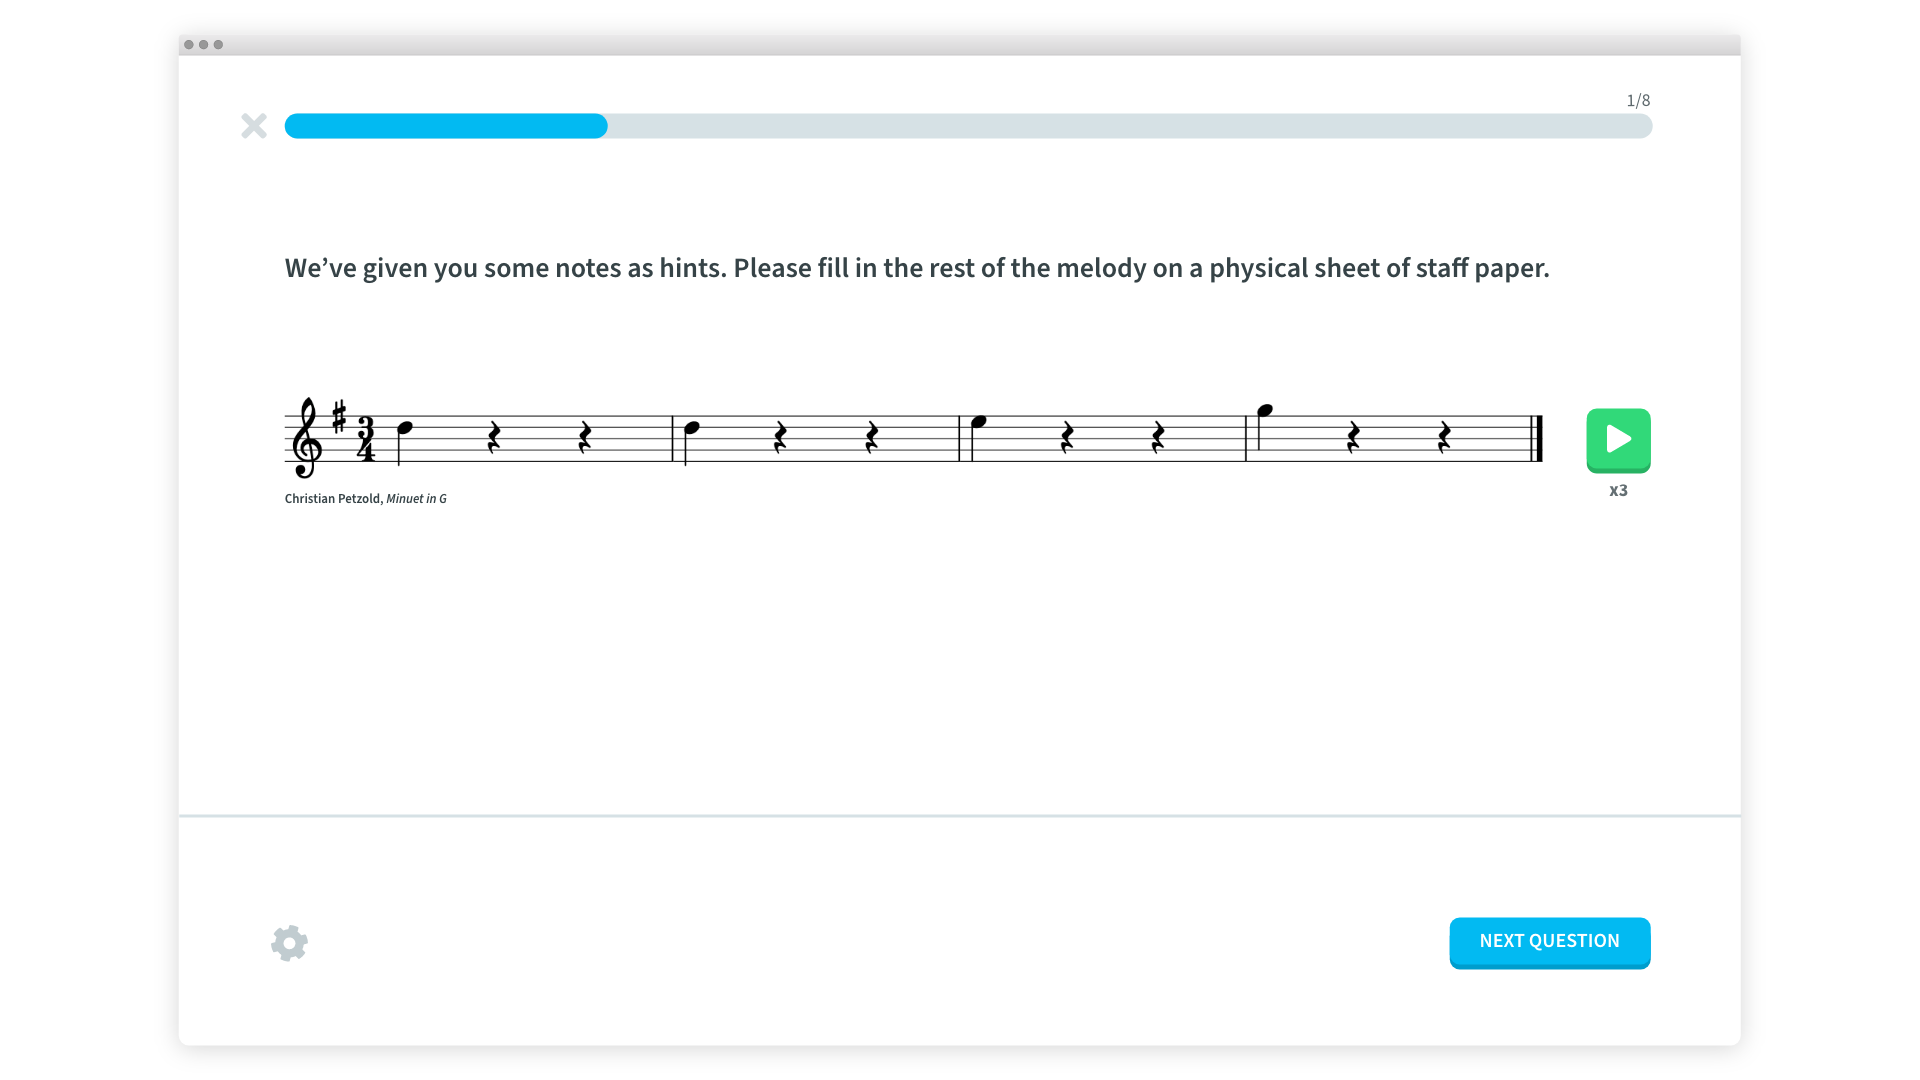 1/8
We’ve given you some notes as hints. Please fill in the rest of the melody on a physical sheet of staff paper.
3
4
Christian Petzold, Minuet in G
x3
NEXT QUESTION